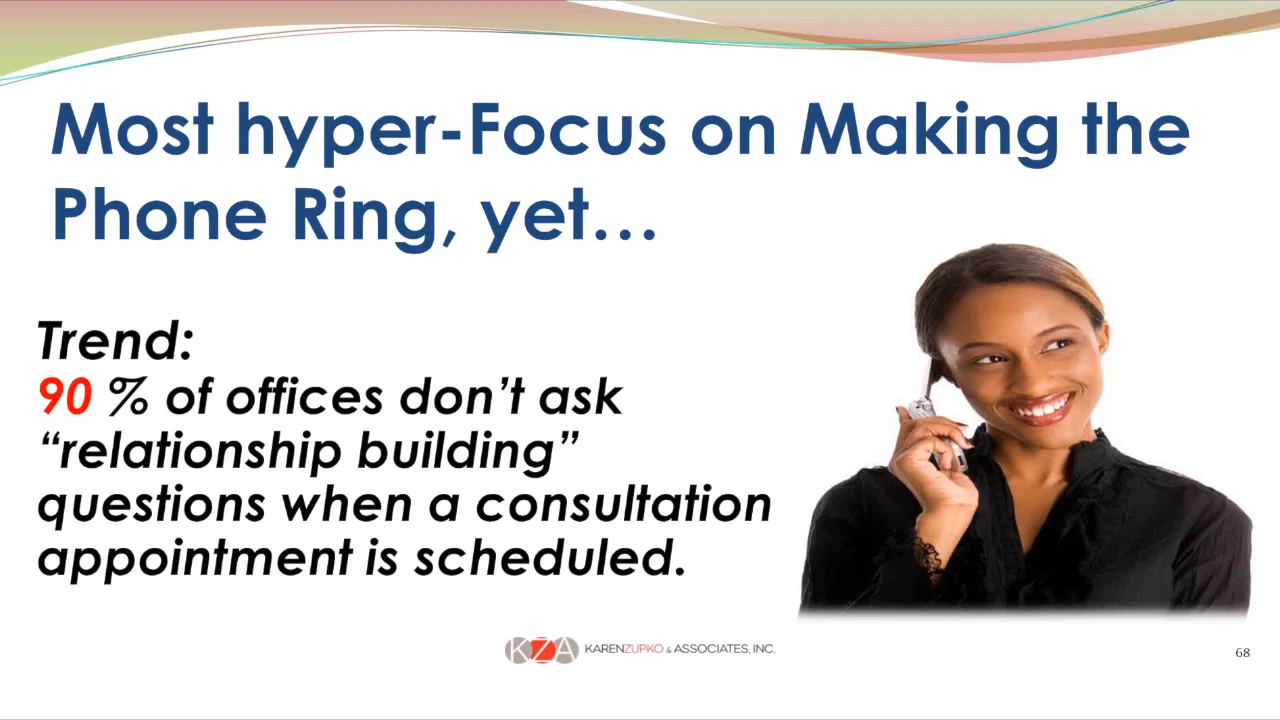 Most hyper-Focus on Making the
Phone Ring, yet…
Trend:
90 % of offices don’t ask
“relationship building”
questions when a consultation
appointment is scheduled.
KZA KARENZUPKO & ASSOCIATES, INC.
68